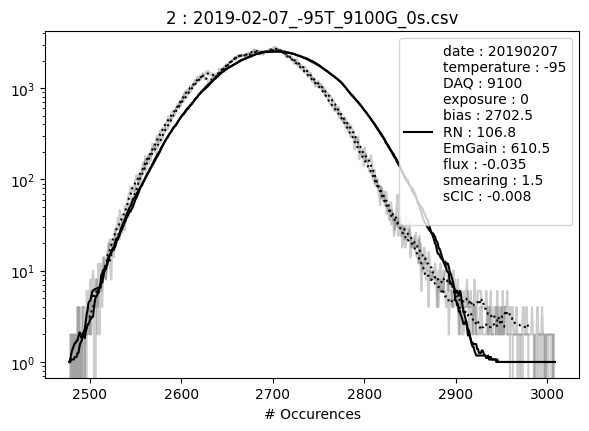 2 : 2019-02-07_-95T_9100G_0s.csv
date : 20190207
temperature : -95
DAQ : 9100
exposure : 0
bias : 2702.5
RN : 106.8
EmGain : 610.5
flux : -0.035
smearing : 1.5
sCIC : -0.008
10³
10²
10¹
10⁰
2500 2600 2700 2800 2900 3000
# Occurences